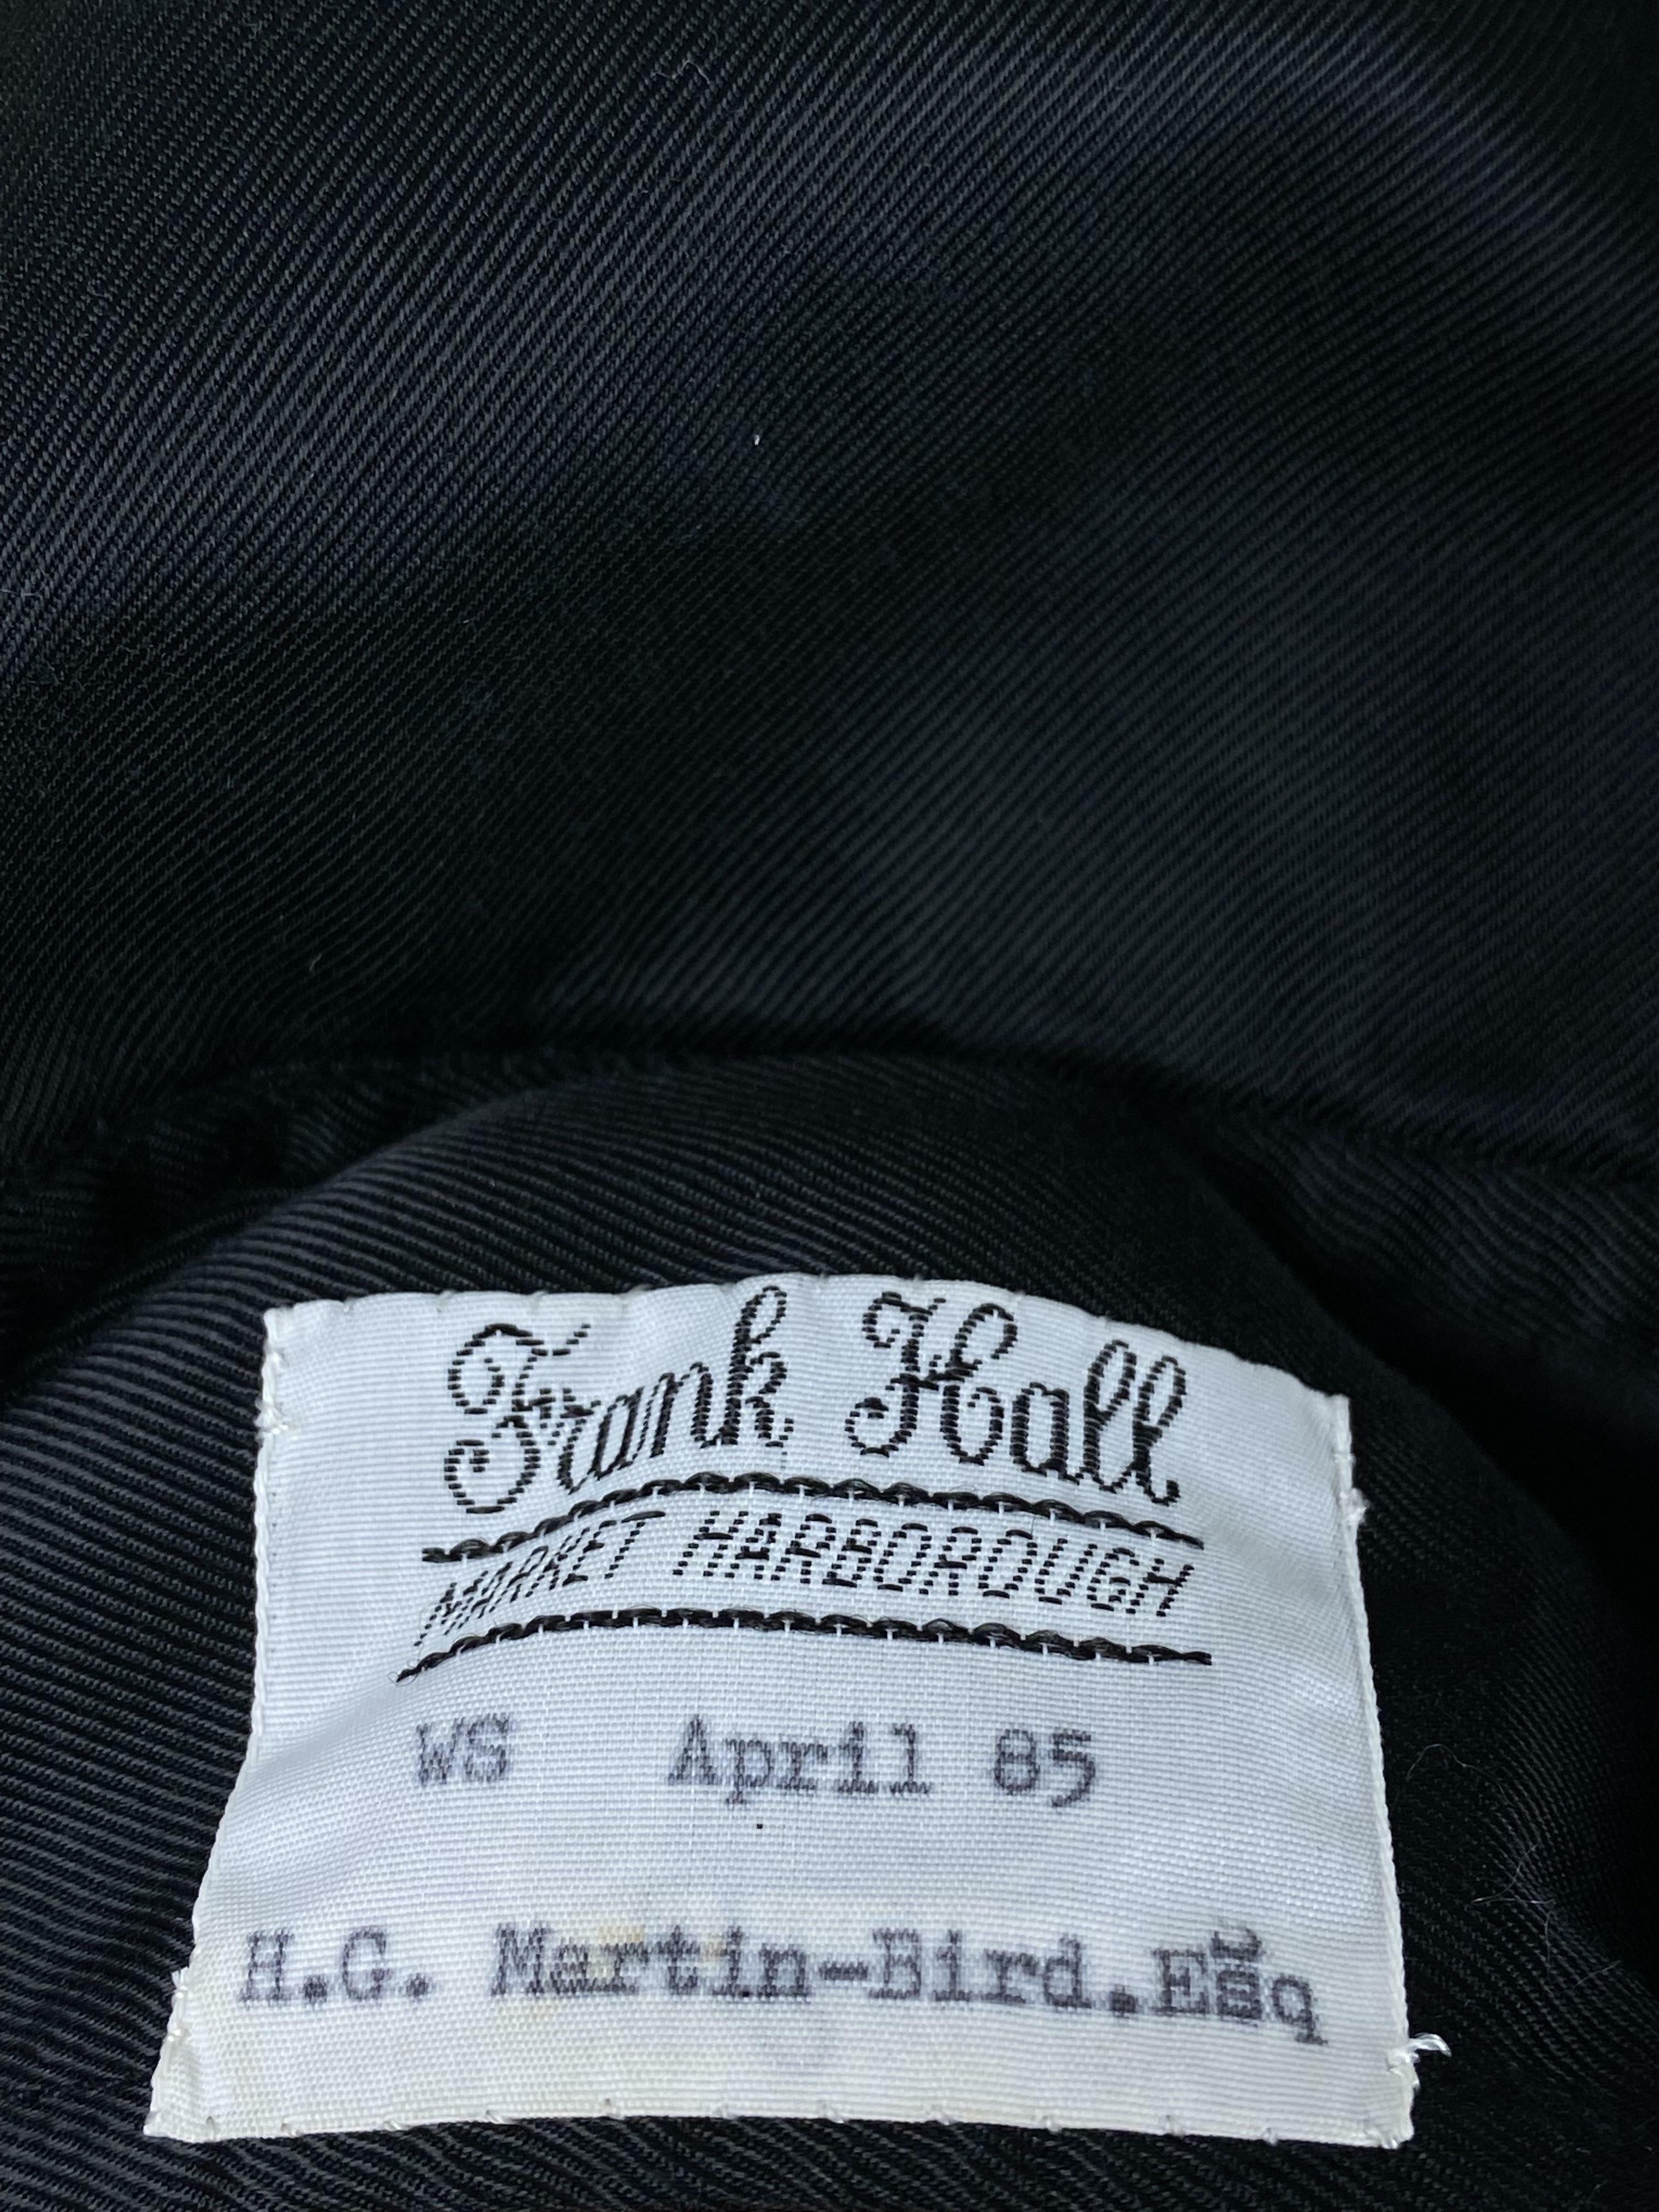 Frank Hall
MARKET HARBOROUGH
WS April 85
H.G. Martin-Bird.Esq